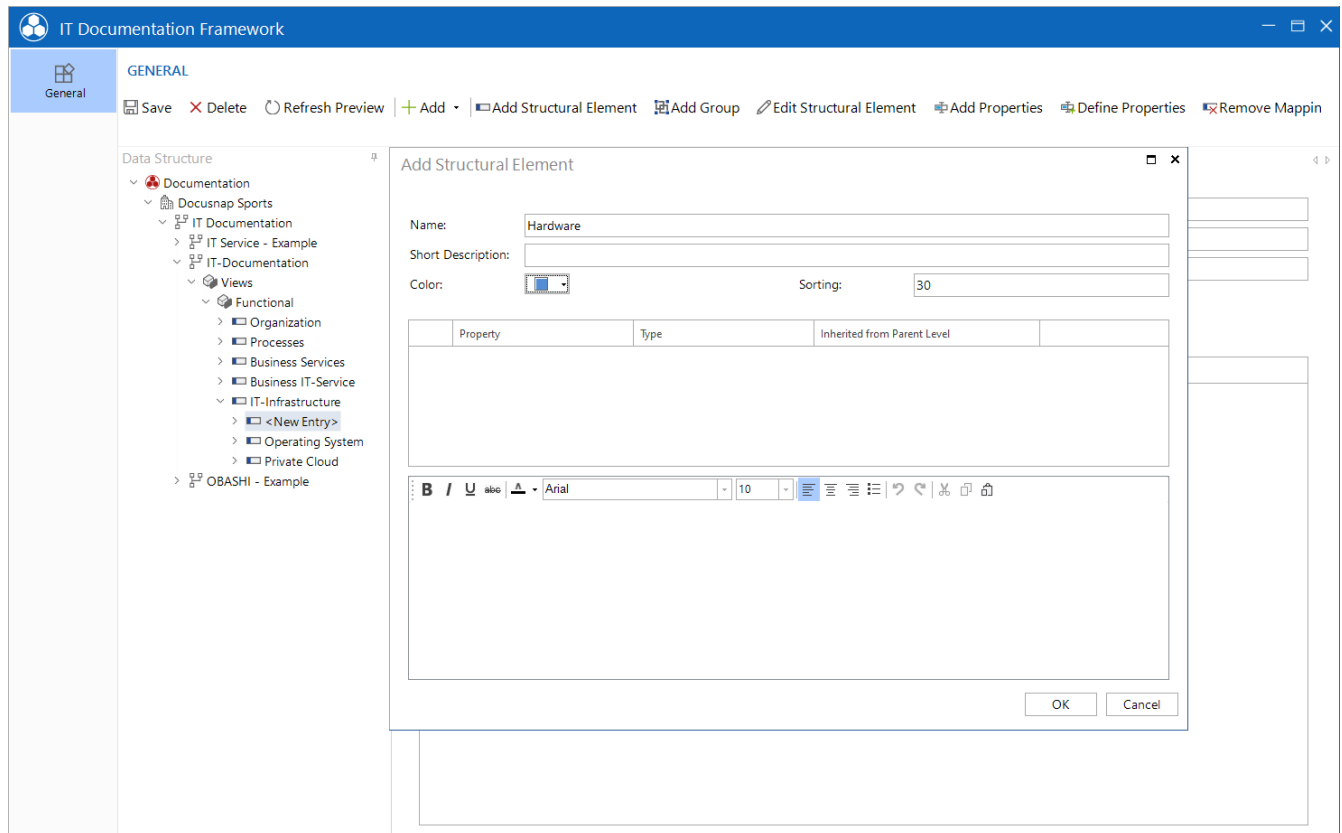 IT Documentation Framework
General
GENERAL
Save Delete Refresh Preview Add Add Structural Element Add Group Edit Structural Element Add Properties Define Properties Remove Mappin
Data Structure
Documentation
Docusnap Sports
IT Documentation
IT Service - Example
IT-Documentation
Views
Functional
Organization
Processes
Business Services
Business IT-Service
IT-Infrastructure
<New Entry>
Operating System
Private Cloud
OBASHI - Example
Add Structural Element
Name: Hardware
Short Description:
Color: Sorting: 30
Property Type Inherited from Parent Level
B I U abc A Arial 10
OK Cancel